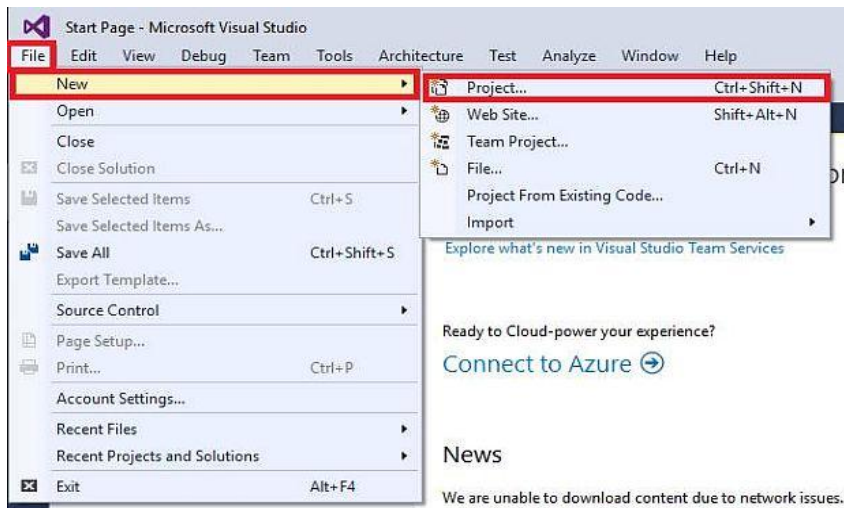 Start Page - Microsoft Visual Studio
File Edit View Debug Team Tools Architecture Test Analyze Window Help
New
Open
Close
Close Solution
Save Selected Items Ctrl+S
Save Selected Items As...
Save All Ctrl+Shift+S
Export Template...
Source Control
Page Setup...
Print... Ctrl+P
Account Settings...
Recent Files
Recent Projects and Solutions
Exit Alt+F4
Project... Ctrl+Shift+N
Web Site... Shift+Alt+N
Team Project...
File... Ctrl+N
Project From Existing Code...
Import
Explore what's new in Visual Studio Team Services
Ready to Cloud-power your experience?
Connect to Azure
News
We are unable to download content due to network issues.